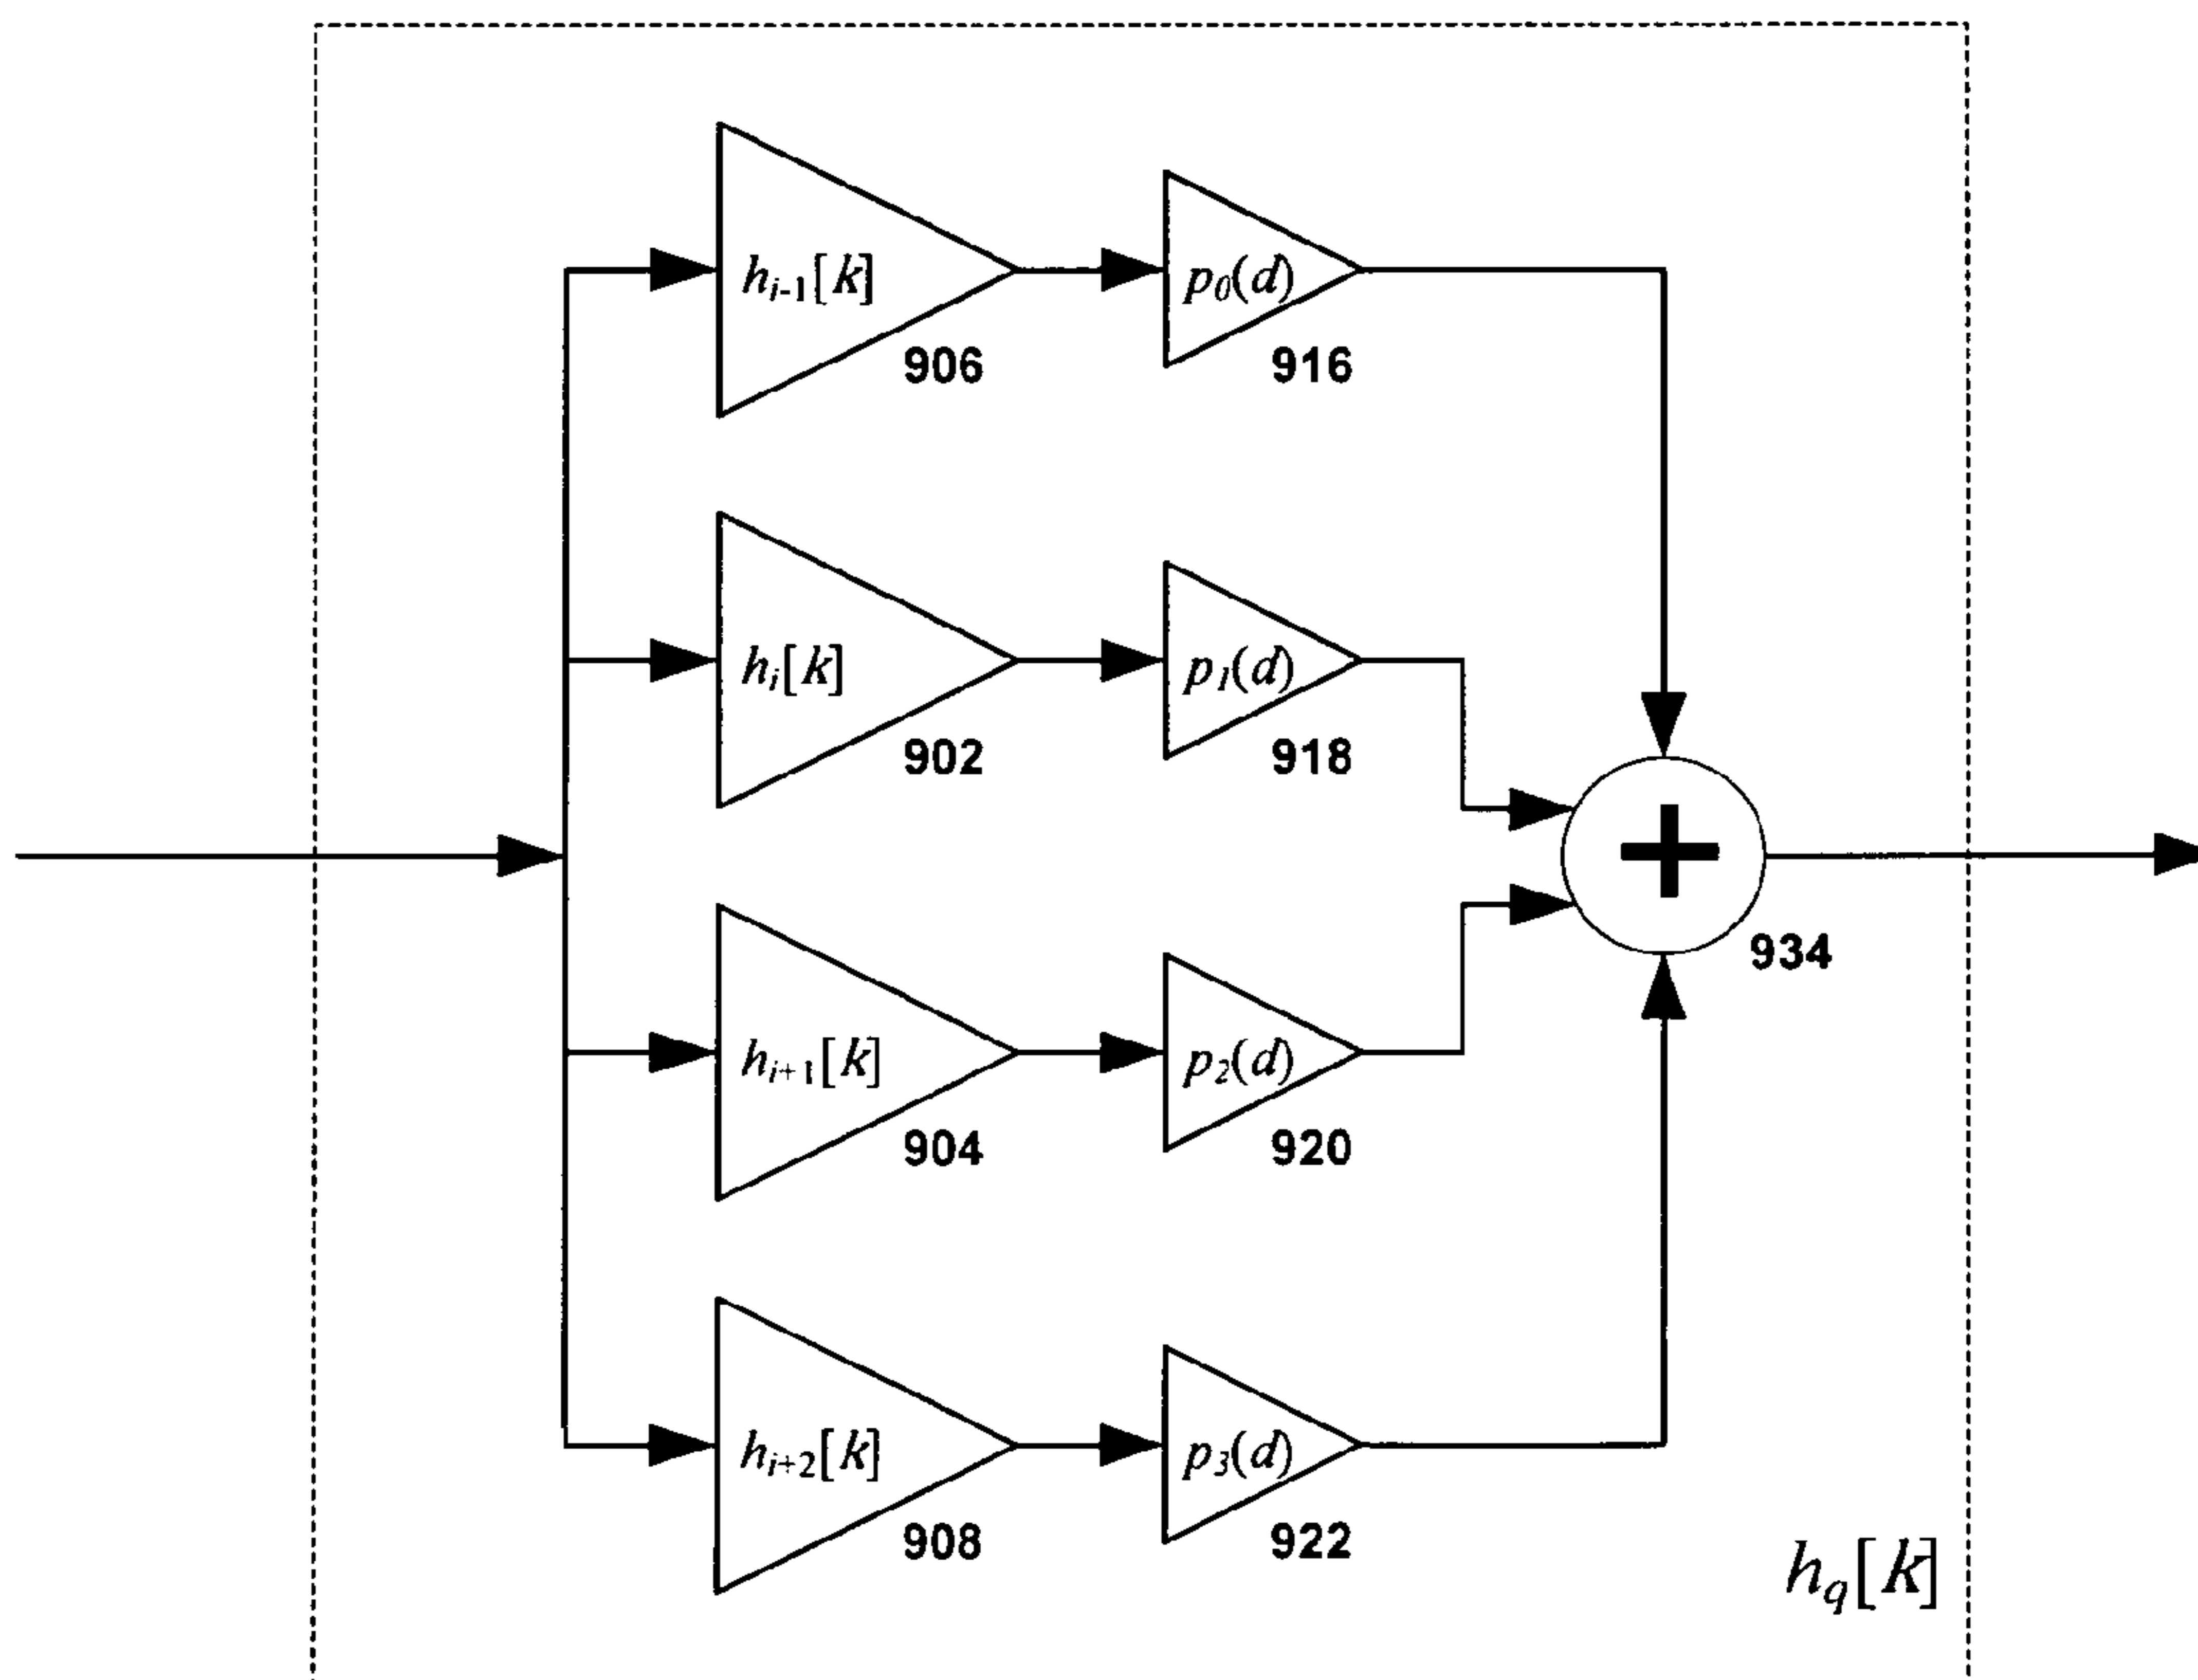 h_{i-1}[k]
p_0(d)
906
916
h_i[k]
p_1(d)
902
918
+
934
h_{i+1}[k]
p_2(d)
904
920
h_{i+2}[k]
p_3(d)
908
922
h_q[k]